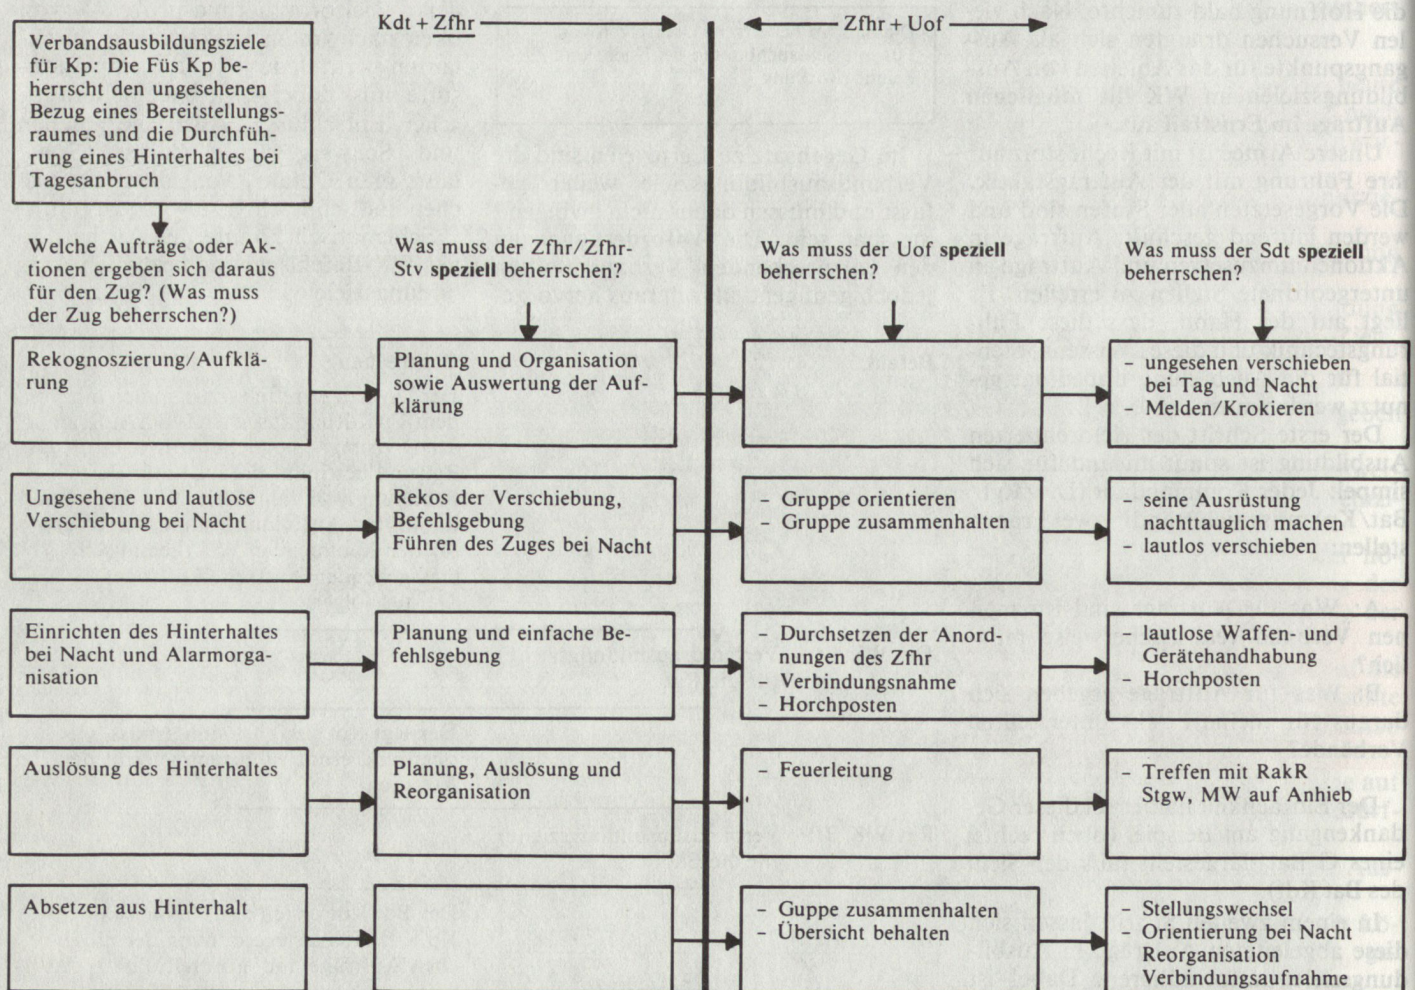 Kdt + Zfhr
Zfhr + Uof
Verbandsausbildungsziele
für Kp: Die Füs Kp be-
herrscht den ungesehenen
Bezug eines Bereitstellungs-
raumes und die Durchfüh-
rung eines Hinterhaltes bei
Tagesanbruch
Welche Aufträge oder Ak-
tionen ergeben sich daraus
für den Zug? (Was muss
der Zug beherrschen?)
Was muss der Zfhr/Zfhr-
Stv speziell beherrschen?
Was muss der Uof speziell
beherrschen?
Was muss der Sdt speziell
beherrschen?
Rekognoszierung/Aufklä-
rung
Planung und Organisation
sowie Auswertung der Auf-
klärung
– ungesehen verschieben
bei Tag und Nacht
– Melden/Krokieren
Ungesehene und lautlose
Verschiebung bei Nacht
Rekos der Verschiebung,
Befehlsgebung
Führen des Zuges bei Nacht
– Gruppe orientieren
– Gruppe zusammenhalten
– Ausrüstung
nachttauglich machen
– lautlos verschieben
Einrichten des Hinterhaltes
bei Nacht und Alarmorga-
nisation
Planung und einfache Be-
fehlsgebung
– Durchsetzen der Anord-
nungen des Zfhr
– Verbindungsnahme
– Horchposten
– lautlose Waffen- und
Gerätehandhabung
– Horchposten
Auslösung des Hinterhaltes
Planung, Auslösung und
Reorganisation
– Feuerleitung
– Treffen mit RakR
Stgw, MW auf Anhieb
Absetzen aus Hinterhalt
– Guppe zusammenhalten
– Übersicht behalten
– Stellungswechsel
– Orientierung bei Nacht
Reorganisation
Verbindungsaufnahme